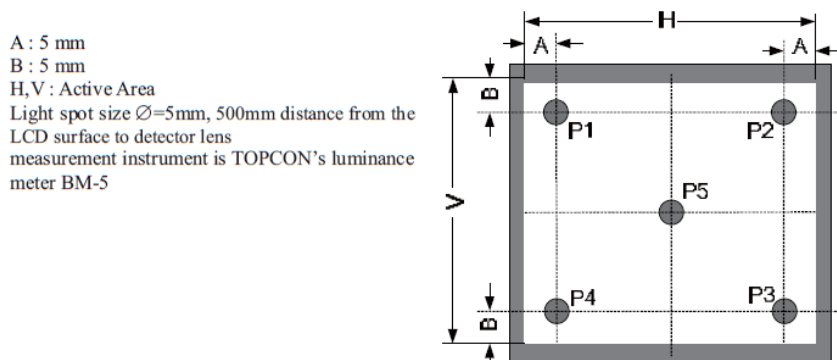 A : 5 mm
B : 5 mm
H,V : Active Area
Light spot size ∅=5mm, 500mm distance from the
LCD surface to detector lens
measurement instrument is TOPCON's luminance
meter BM-5
H
A
A
B
P1
P2
P5
V
P4
P3
B